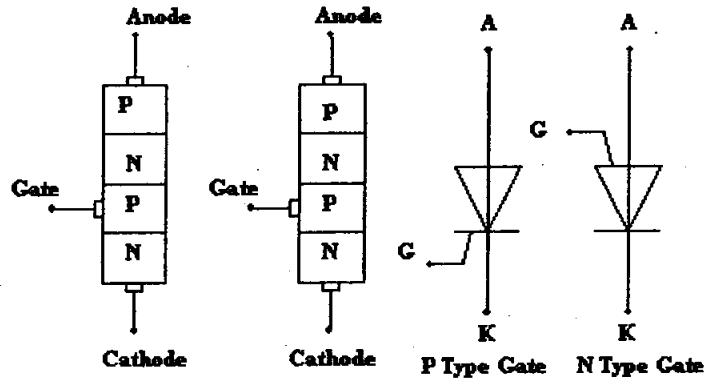 Anode Anode A A
P P
G
N N
Gate Gate P P
N N
G
K K
Cathode Cathode P Type Gate N Type Gate